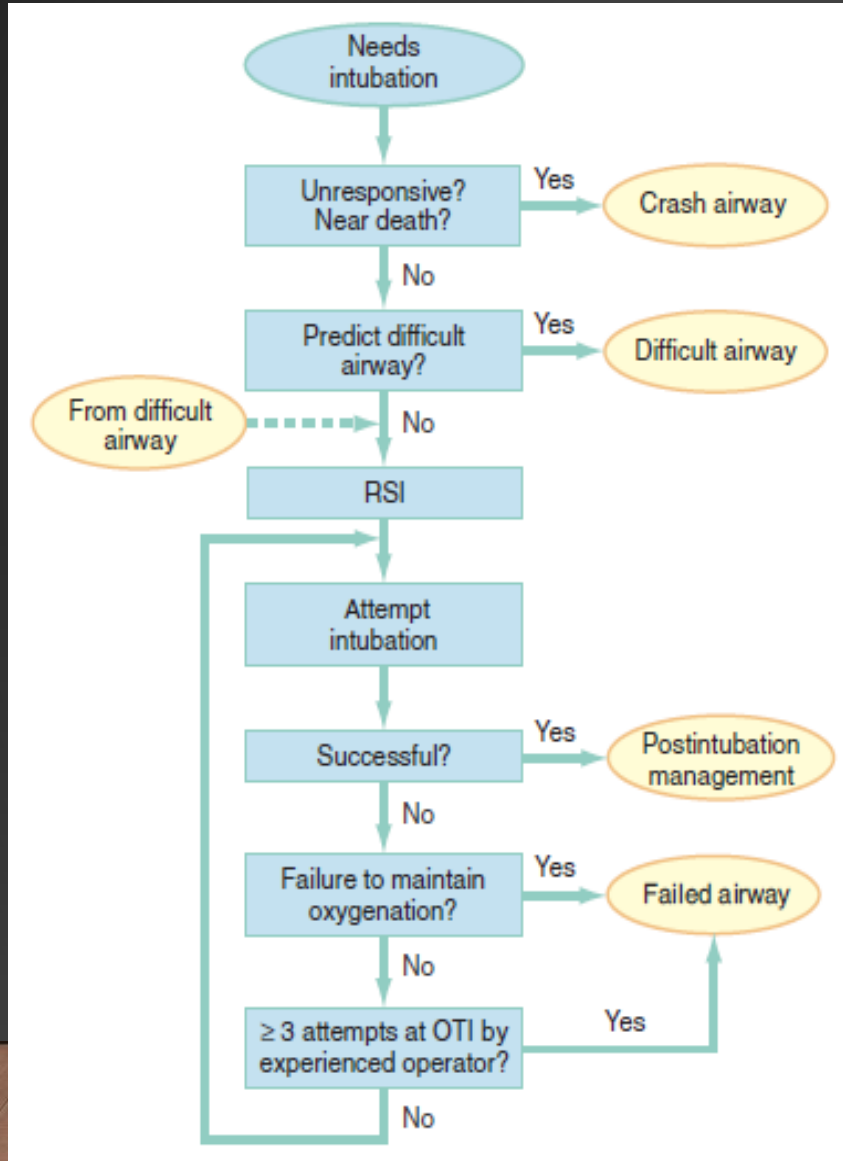 Needs
intubation
Unresponsive?
Near death?
Yes
Crash airway
No
Predict difficult
airway?
Yes
Difficult airway
From difficult
airway
No
RSI
Attempt
intubation
Successful?
Yes
Postintubation
management
No
Failure to maintain
oxygenation?
Yes
Failed airway
No
≥ 3 attempts at OTI by
experienced operator?
Yes
No